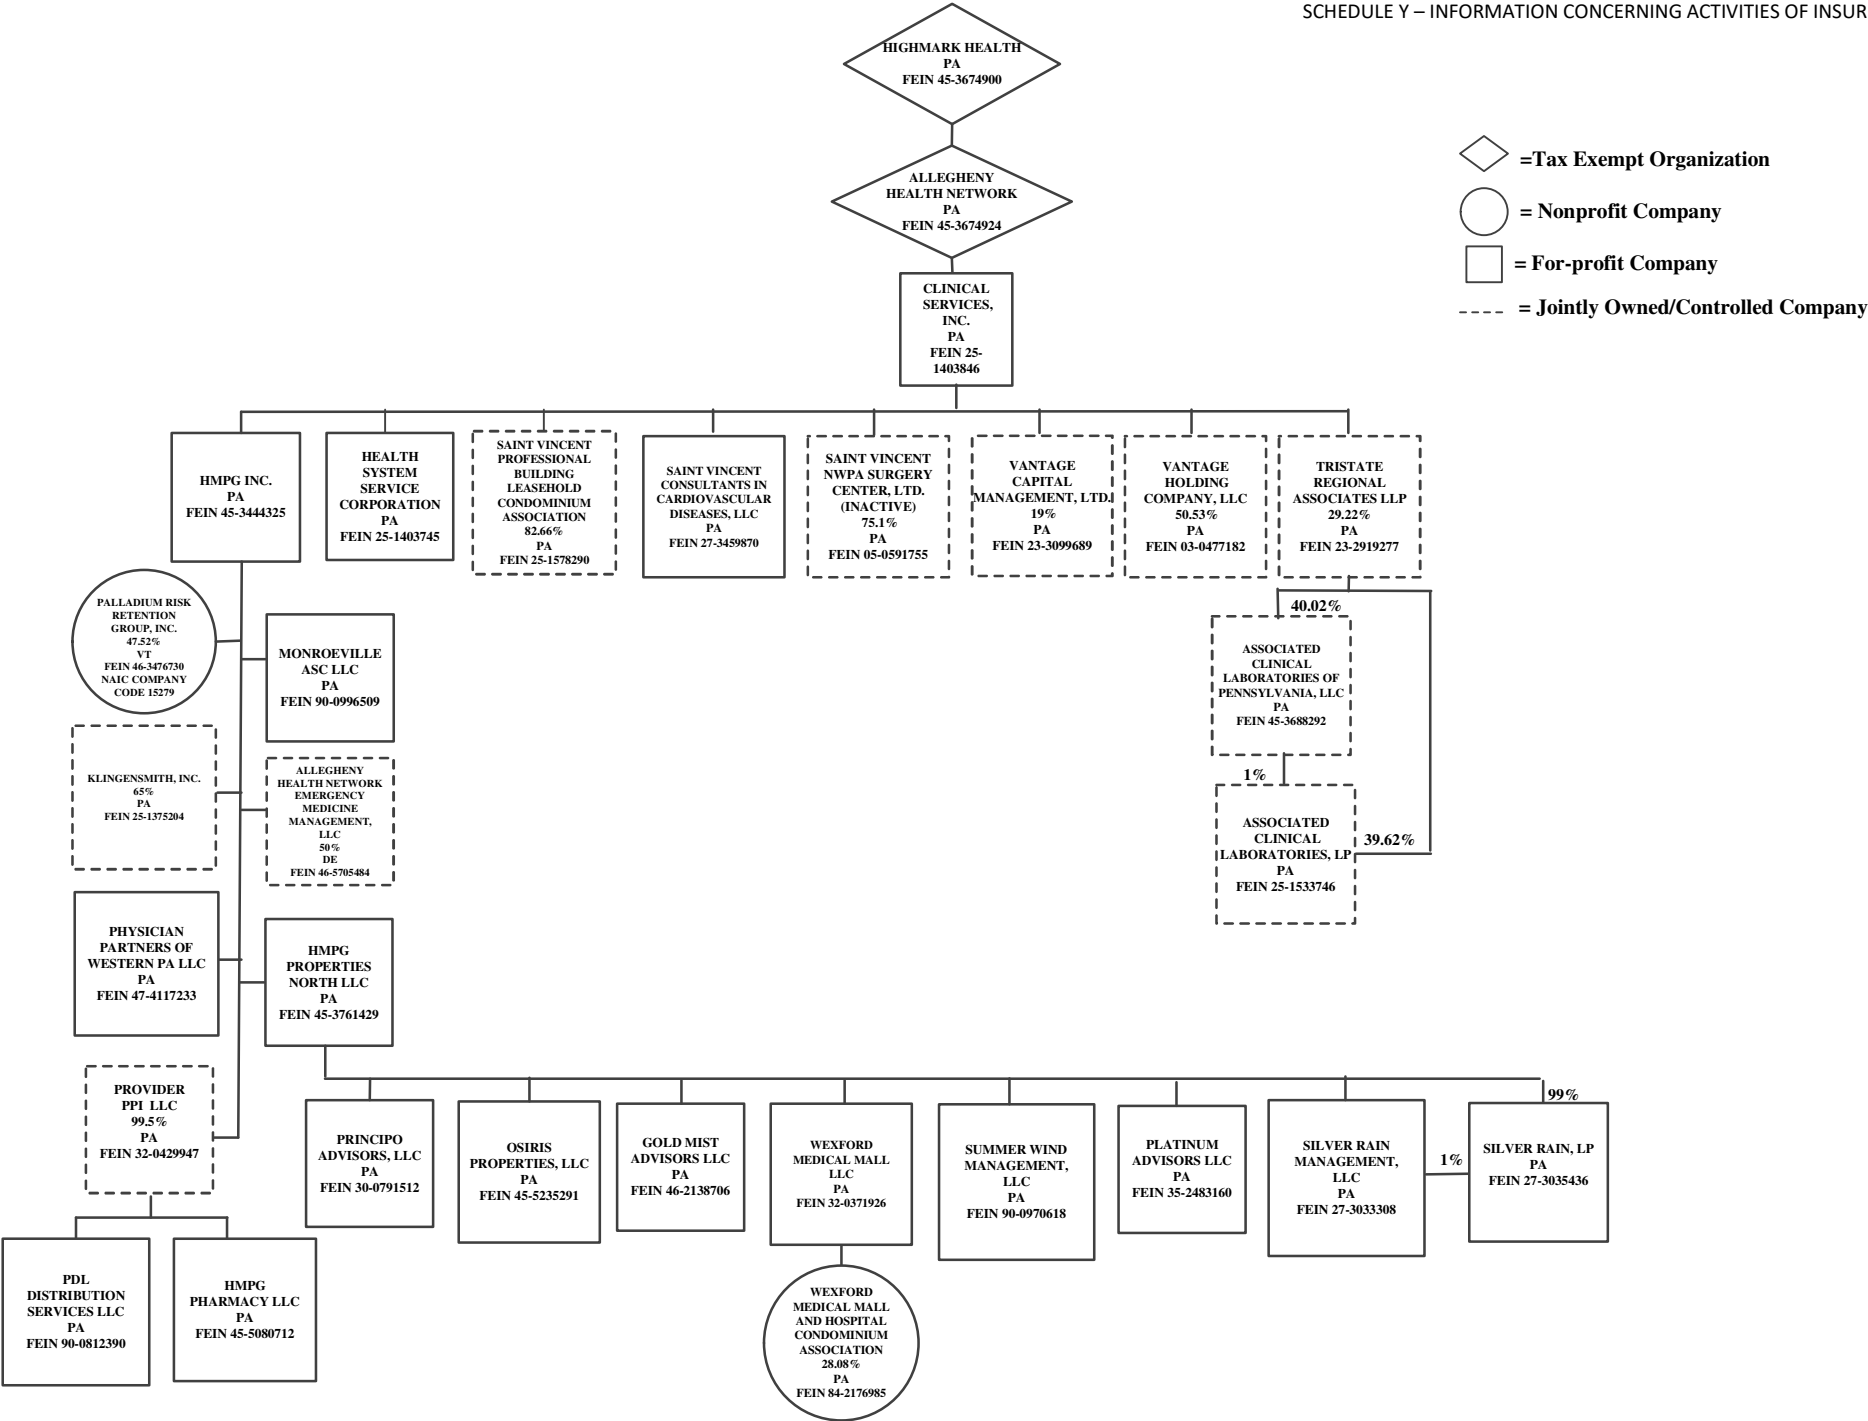 SCHEDULE Y – INFORMATION CONCERNING ACTIVITIES OF INSUR
HIGHMARK HEALTH
PA
FEIN 45-3674900
=Tax Exempt Organization
= Nonprofit Company
= For-profit Company
= Jointly Owned/Controlled Company
ALLEGHENY
HEALTH NETWORK
PA
FEIN 45-3674924
CLINICAL
SERVICES,
INC.
PA
FEIN 25-
1403846
HMPG INC.
PA
FEIN 45-3444325
HEALTH
SYSTEM
SERVICE
CORPORATION
PA
FEIN 25-1403745
SAINT VINCENT
PROFESSIONAL
BUILDING
LEASEHOLD
CONDOMINIUM
ASSOCIATION
82.66%
PA
FEIN 25-1578290
SAINT VINCENT
CONSULTANTS IN
CARDIOVASCULAR
DISEASES, LLC
PA
FEIN 27-3459870
SAINT VINCENT
NWPA SURGERY
CENTER, LTD.
(INACTIVE)
75.1%
PA
FEIN 05-0591755
VANTAGE
CAPITAL
MANAGEMENT, LTD.
19%
PA
FEIN 23-3099689
VANTAGE
HOLDING
COMPANY, LLC
50.53%
PA
FEIN 03-0477182
TRISTATE
REGIONAL
ASSOCIATES LLP
29.22%
PA
FEIN 23-2919277
PALLADIUM RISK
RETENTION
GROUP, INC.
47.52%
VT
FEIN 46-3476730
NAIC COMPANY
CODE 15279
MONROEVILLE
ASC LLC
PA
FEIN 90-0996509
40.02%
ASSOCIATED
CLINICAL
LABORATORIES OF
PENNSYLVANIA, LLC
PA
FEIN 45-3688292
KLINGENSMITH, INC.
65%
PA
FEIN 25-1375204
ALLEGHENY
HEALTH NETWORK
EMERGENCY
MEDICINE
MANAGEMENT,
LLC
50%
DE
FEIN 46-5705484
1%
ASSOCIATED
CLINICAL
LABORATORIES, LP
PA
FEIN 25-1533746
39.62%
PHYSICIAN
PARTNERS OF
WESTERN PA LLC
PA
FEIN 47-4117233
HMPG
PROPERTIES
NORTH LLC
PA
FEIN 45-3761429
PROVIDER
PPI LLC
99.5%
PA
FEIN 32-0429947
PRINCIPO
ADVISORS, LLC
PA
FEIN 30-0791512
OSIRIS
PROPERTIES, LLC
PA
FEIN 45-5235291
GOLD MIST
ADVISORS LLC
PA
FEIN 46-2138706
WEXFORD
MEDICAL MALL
LLC
PA
FEIN 32-0371926
SUMMER WIND
MANAGEMENT,
LLC
PA
FEIN 90-0970618
PLATINUM
ADVISORS LLC
PA
FEIN 35-2483160
SILVER RAIN
MANAGEMENT,
LLC
PA
FEIN 27-3033308
1%
99%
SILVER RAIN, LP
PA
FEIN 27-3035436
PDL
DISTRIBUTION
SERVICES LLC
PA
FEIN 90-0812390
HMPG
PHARMACY LLC
PA
FEIN 45-5080712
WEXFORD
MEDICAL MALL
AND HOSPITAL
CONDOMINIUM
ASSOCIATION
28.08%
PA
FEIN 84-2176985